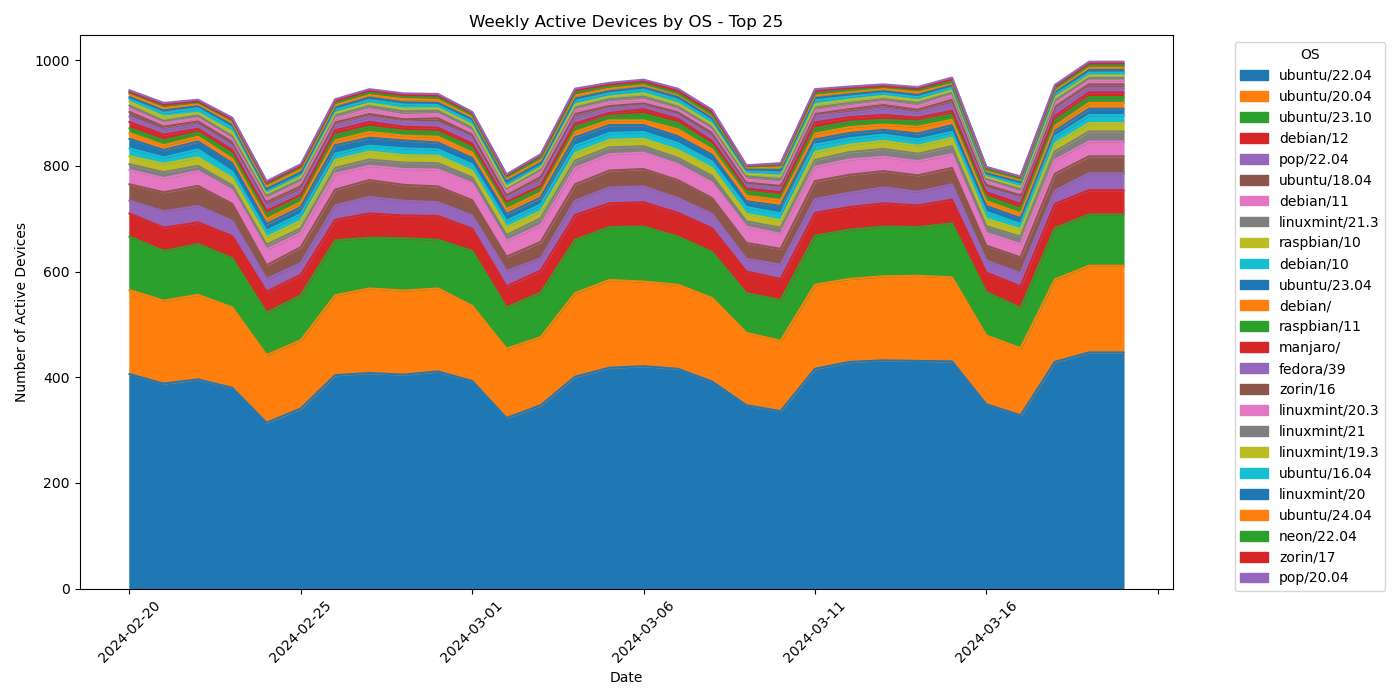 Weekly Active Devices by OS - Top 25
Number of Active Devices
1000
800
600
400
200
0
2024-02-20
2024-02-25
2024-03-01
2024-03-06
2024-03-11
2024-03-16
Date
OS
ubuntu/22.04
ubuntu/20.04
ubuntu/23.10
debian/12
pop/22.04
ubuntu/18.04
debian/11
linuxmint/21.3
raspbian/10
debian/10
ubuntu/23.04
debian/
raspbian/11
manjaro/
fedora/39
zorin/16
linuxmint/20.3
linuxmint/21
linuxmint/19.3
ubuntu/16.04
linuxmint/20
ubuntu/24.04
neon/22.04
zorin/17
pop/20.04